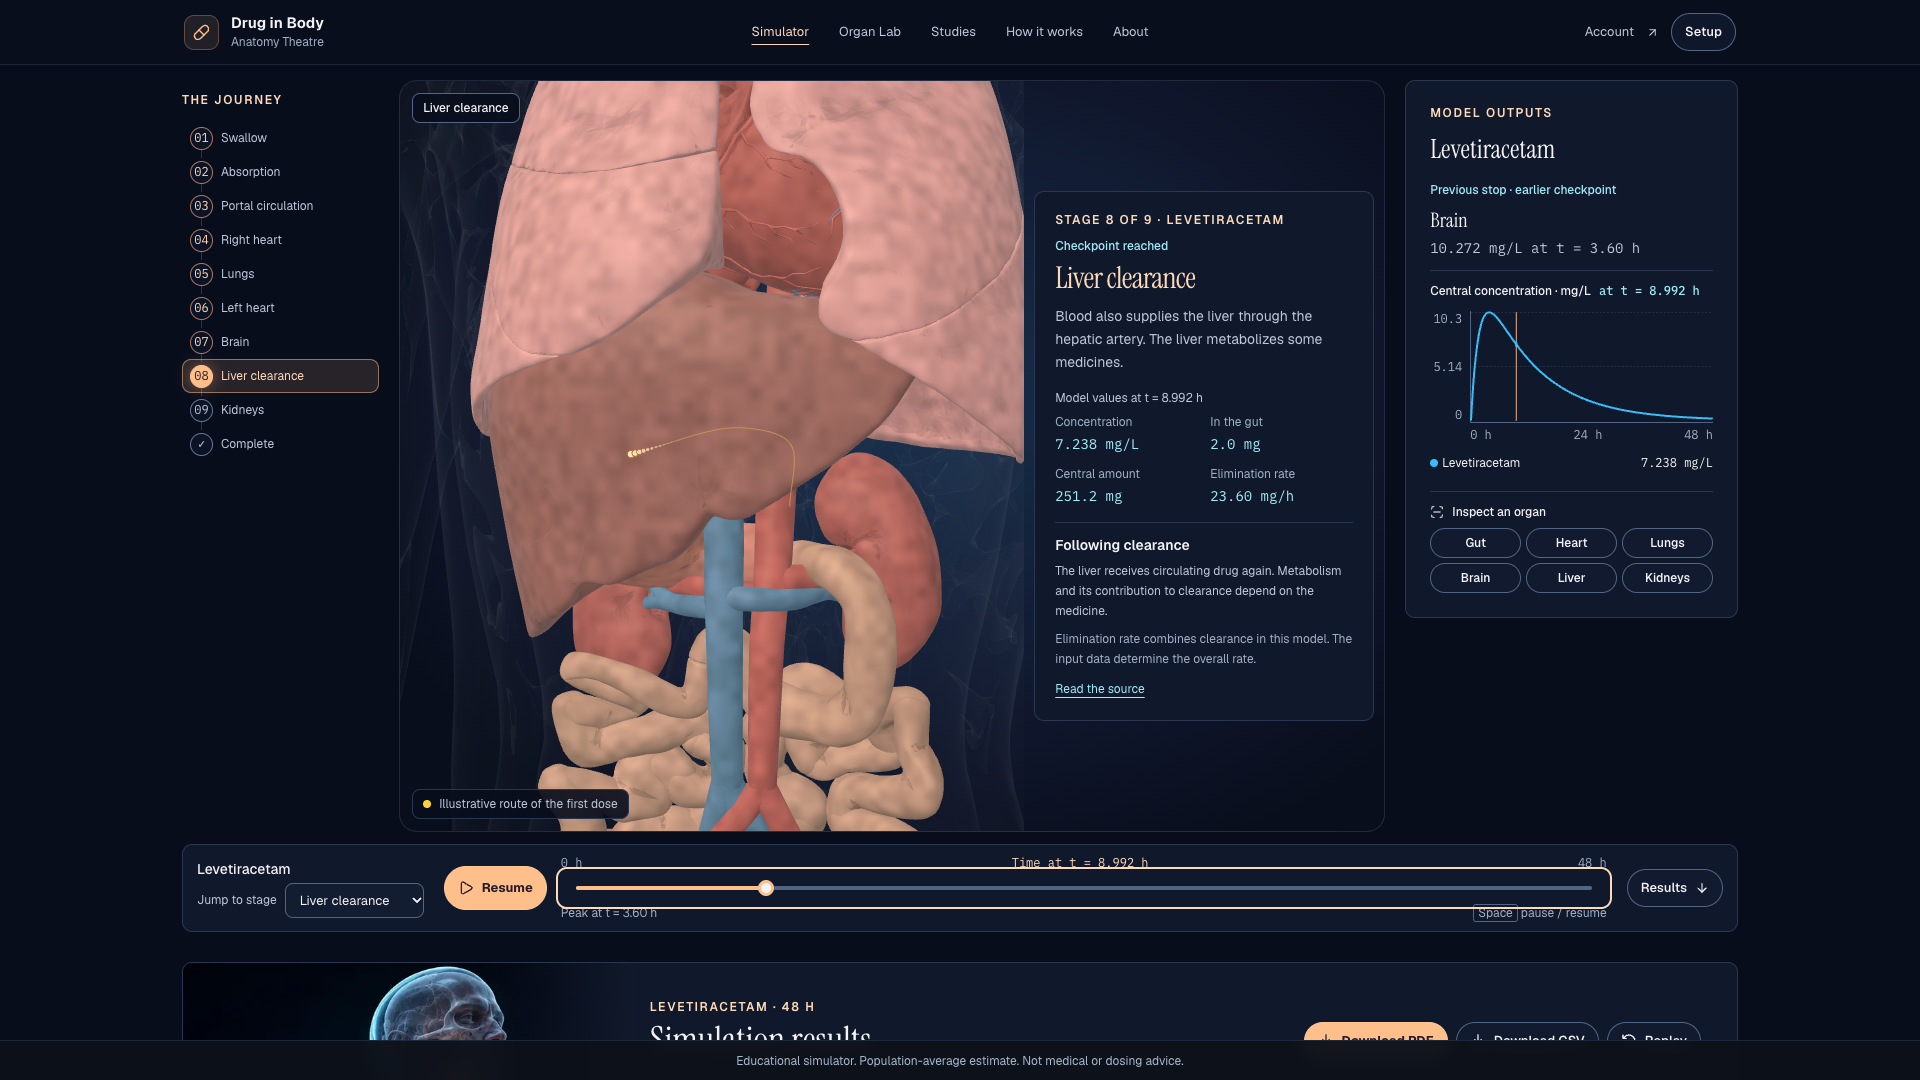 Drug in Body
Anatomy Theatre
Simulator
Organ Lab
Studies
How it works
About
Account
Setup
THE JOURNEY
01 Swallow
02 Absorption
03 Portal circulation
04 Right heart
05 Lungs
06 Left heart
07 Brain
08 Liver clearance
09 Kidneys
✓ Complete
Liver clearance
Illustrative route of the first dose
STAGE 8 OF 9 · LEVETIRACETAM
Checkpoint reached
Liver clearance
Blood also supplies the liver through the
hepatic artery. The liver metabolizes some
medicines.
Model values at t = 8.992 h
Concentration
7.238 mg/L
In the gut
2.0 mg
Central amount
251.2 mg
Elimination rate
23.60 mg/h
Following clearance
The liver receives circulating drug again. Metabolism
and its contribution to clearance depend on the
medicine.
Elimination rate combines clearance in this model. The
input data determine the overall rate.
Read the source
MODEL OUTPUTS
Levetiracetam
Previous stop · earlier checkpoint
Brain
10.272 mg/L at t = 3.60 h
Central concentration · mg/L at t = 8.992 h
10.3
5.14
0
0 h
24 h
48 h
Levetiracetam 7.238 mg/L
Inspect an organ
Gut
Heart
Lungs
Brain
Liver
Kidneys
Levetiracetam
Jump to stage
Liver clearance
Resume
0 h
Time at t = 8.992 h
48 h
Peak at t = 3.60 h
Space pause / resume
Results
LEVETIRACETAM · 48 H
Simulation results
Download PDF
Download CSV
Replay
Educational simulator. Population-average estimate. Not medical or dosing advice.